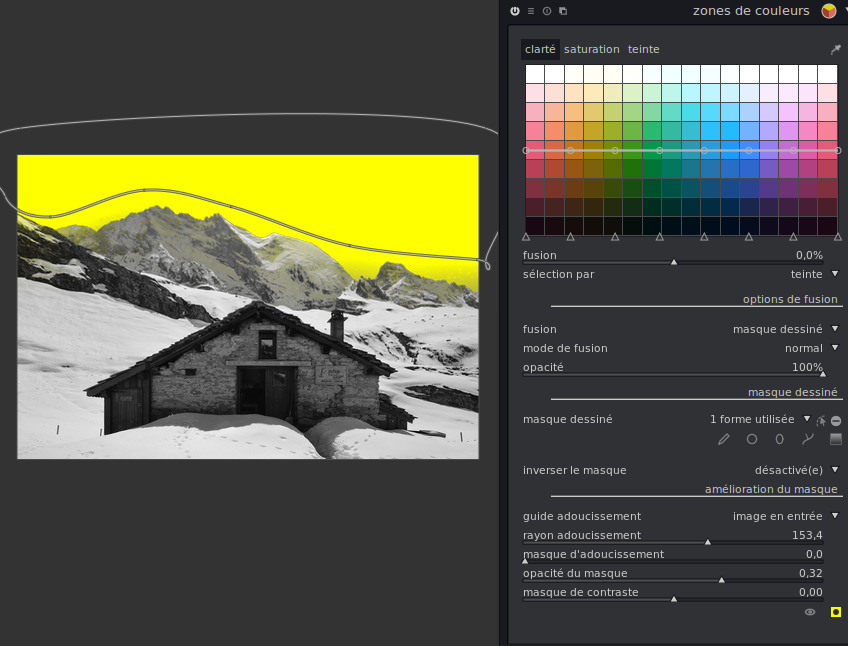 zones de couleurs
clarté saturation teinte
fusion 0,0%
sélection par teinte
options de fusion
fusion masque dessiné
mode de fusion normal
opacité 100%
masque dessiné
masque dessiné 1 forme utilisée
inverser le masque désactivé(e)
amélioration du masque
guide adoucissement image en entrée
rayon adoucissement 153,4
masque d'adoucissement 0,0
opacité du masque 0,32
masque de contraste 0,00